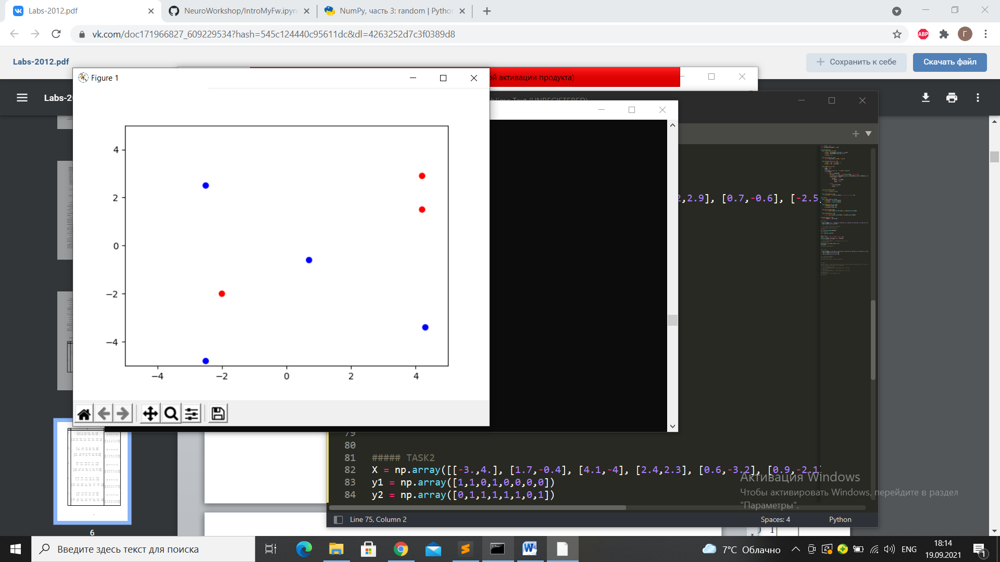 Labs-2012.pdf
NeuroWorkshop/IntroMyFw.ipyn
NumPy, часть 3: random | Python
vk.com/doc171966827_609229534?hash=545c124440c95611dc&dl=4263252d7c3f0389d8
ABP
Г
Labs-2012.pdf
Сохранить к себе
Скачать файл
Figure 1
ой активации продукта)
Labs-2
blime Text (UNREGISTERED)
4
2
0
−2
−4
−4
−2
0
2
4
2,2.9], [0.7,-0.6], [-2.5,
79
80
81 ##### TASK2
82 X = np.array([[-3.,4.], [1.7,-0.4], [4.1,-4], [2.4,2.3], [0.6,-3.2], [0.9,-2.1
83 y1 = np.array([1,1,0,1,0,0,0,0])
84 y2 = np.array([0,1,1,1,1,1,0,1])
Активация Windows
Чтобы активировать Windows, перейдите в раздел
"Параметры".
Line 75, Column 2
Spaces: 4
Python
6
Введите здесь текст для поиска
7°C Облачно
ENG
18:14
19.09.2021
1